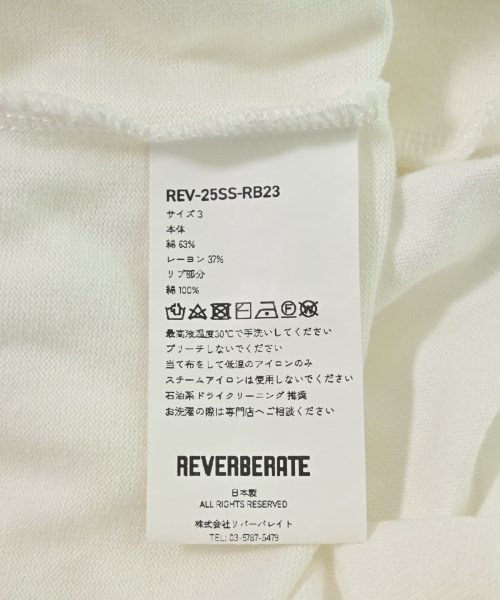 REV-25SS-RB23
サイズ 3
本体
綿 63%
レーヨン 37%
リブ部分
綿 100%
最高液温度30℃で手洗いしてください
ブリーチしないでください
当て布をして低温のアイロンのみ
スチームアイロンは使用しないでください
石油系ドライクリーニング 推奨
お洗濯の際は専門店へご相談ください
REVERBERATE
日本製
ALL RIGHTS RESERVED
株式会社リバーバレイト
TEL: 03-5787-5479